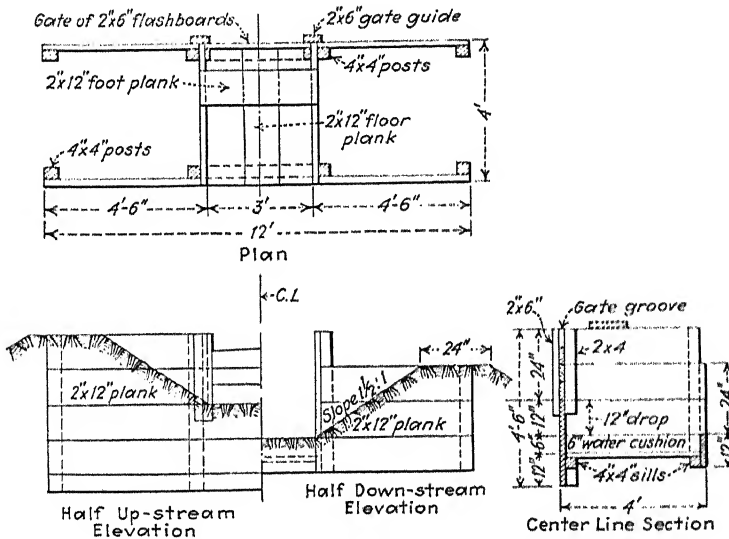 Gate of 2"x6" flashboards
2"x6" gate guide
2"x12" foot plank
4"x4" posts
2"x12" floor
plank
4"x4" posts
4'
4'-6"
3'
4'-6"
12'
Plan
C.L
24"
2"x12" plank
Slope 1½:1
2"x12" plank
Half Up-stream
Elevation
Half Down-stream
Elevation
2"x6"
Gate groove
2x4
24"
4'-6"
12"
6"
12"
12" drop
6" water cushion
24"
12"
4"x4" sills
4'
Center Line Section